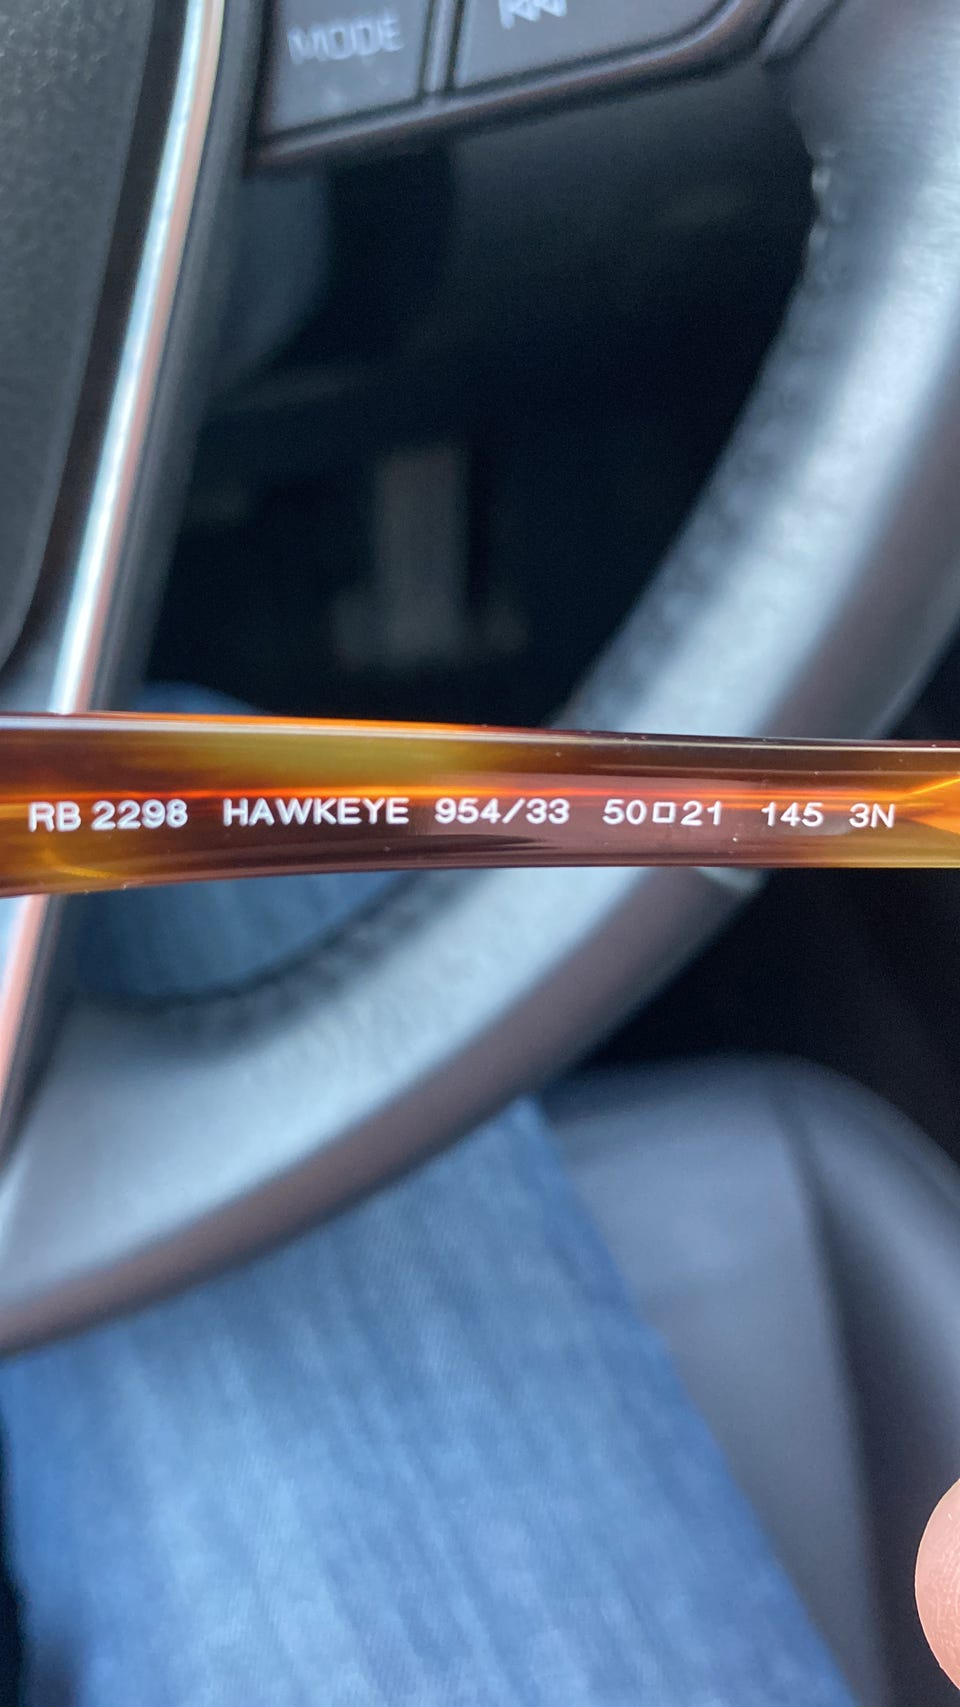 MODE
RB 2298 HAWKEYE 954/33 50□21 145 3N